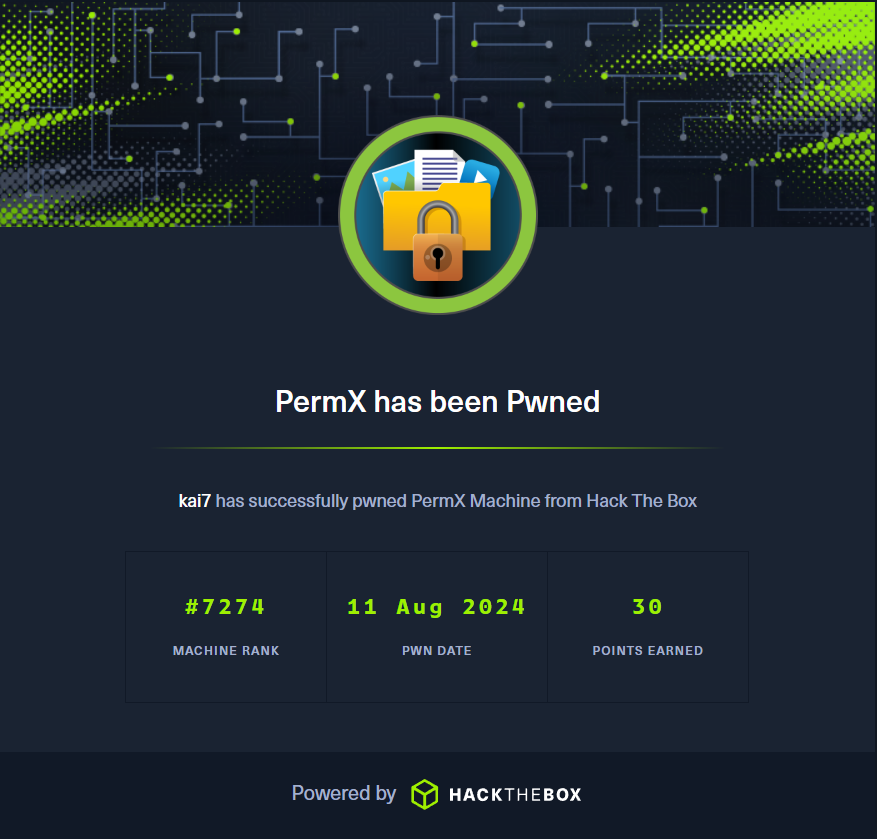 PermX has been Pwned
kai7 has successfully pwned PermX Machine from Hack The Box
#7274 11 Aug 2024 30
MACHINE RANK PWN DATE POINTS EARNED
Powered by HACKTHEBOX